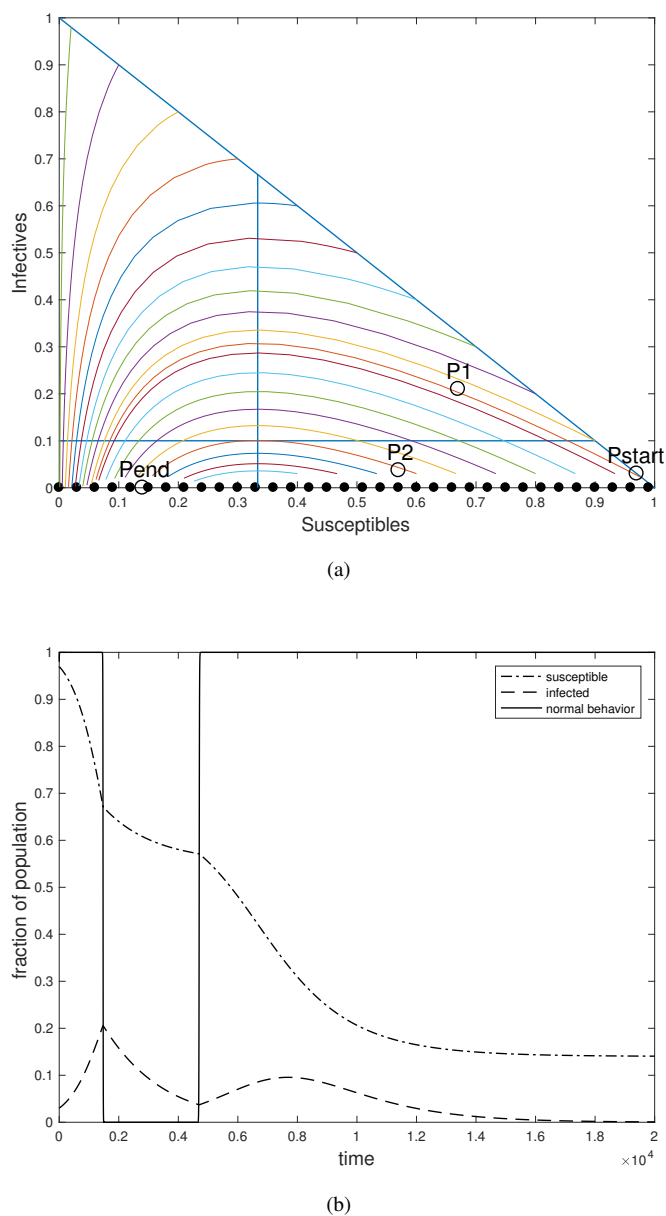 1
0.9
0.8
0.7
0.6
0.5
0.4
0.3
0.2
0.1
0
Infectives
P1
P2
Pstart
Pend
0 0.1 0.2 0.3 0.4 0.5 0.6 0.7 0.8 0.9 1
Susceptibles
(a)
1
0.9
0.8
0.7
0.6
0.5
0.4
0.3
0.2
0.1
0
fraction of population
susceptible
infected
normal behavior
0 0.2 0.4 0.6 0.8 1 1.2 1.4 1.6 1.8 2
time
×10⁴
(b)